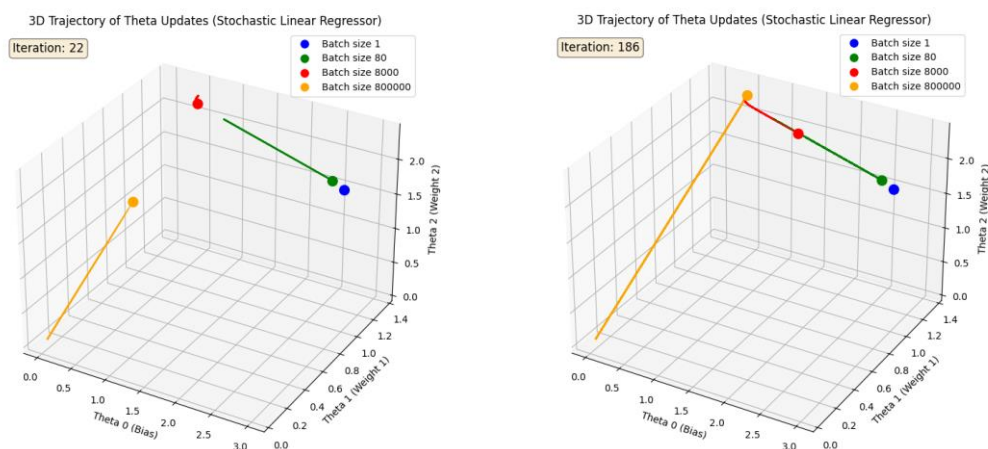 3D Trajectory of Theta Updates (Stochastic Linear Regressor)
Iteration: 22
Batch size 1
Batch size 80
Batch size 8000
Batch size 800000
2.0
1.5
1.0
0.5
0.0
Theta 2 (Weight 2)
1.4
1.2
1.0
0.8
0.6
0.4
0.2
0.0
Theta 1 (Weight 1)
0.0
0.5
1.0
1.5
2.0
2.5
3.0
Theta 0 (Bias)
3D Trajectory of Theta Updates (Stochastic Linear Regressor)
Iteration: 186
Batch size 1
Batch size 80
Batch size 8000
Batch size 800000
2.0
1.5
1.0
0.5
0.0
Theta 2 (Weight 2)
1.4
1.2
1.0
0.8
0.6
0.4
0.2
0.0
Theta 1 (Weight 1)
0.0
0.5
1.0
1.5
2.0
2.5
3.0
Theta 0 (Bias)